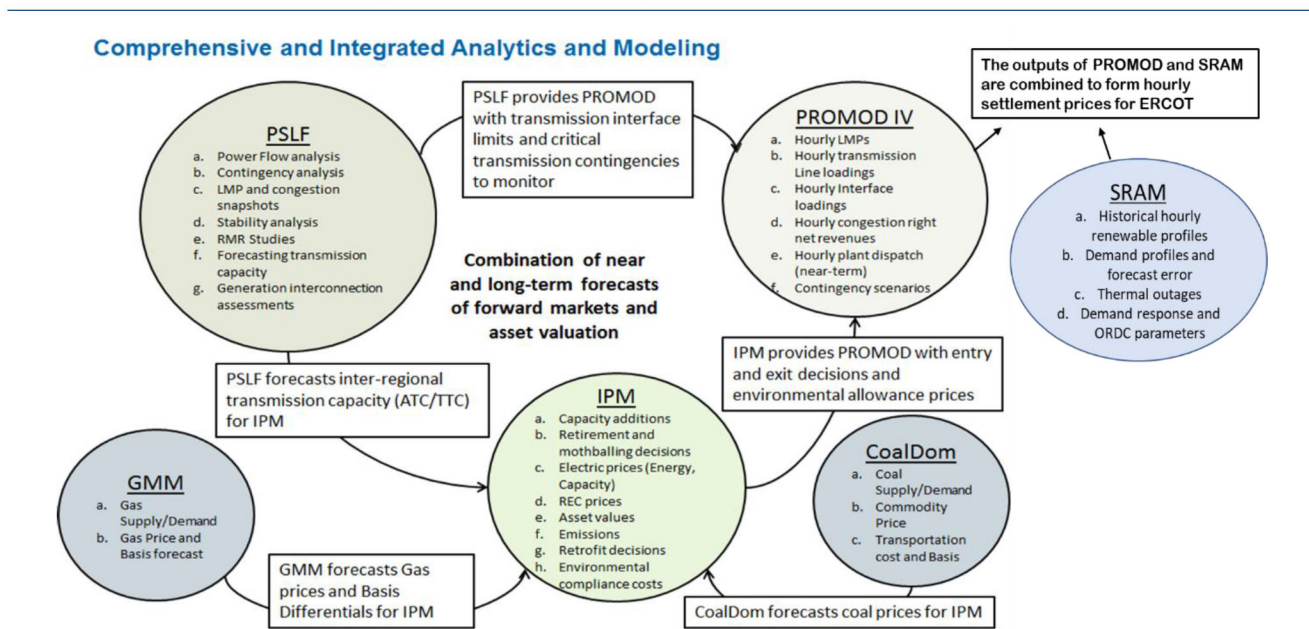 Comprehensive and Integrated Analytics and Modeling
PSLF
a. Power Flow analysis
b. Contingency analysis
c. LMP and congestion
snapshots
d. Stability analysis
e. RMR Studies
f. Forecasting transmission
capacity
g. Generation interconnection
assessments
PSLF provides PROMOD
with transmission interface
limits and critical
transmission contingencies
to monitor
PROMOD IV
a. Hourly LMPs
b. Hourly transmission
Line loadings
c. Hourly Interface
loadings
d. Hourly congestion right
net revenues
e. Hourly plant dispatch
(near-term)
f. Contingency scenarios
The outputs of PROMOD and SRAM
are combined to form hourly
settlement prices for ERCOT
SRAM
a. Historical hourly
renewable profiles
b. Demand profiles and
forecast error
c. Thermal outages
d. Demand response and
ORDC parameters
Combination of near
and long-term forecasts
of forward markets and
asset valuation
PSLF forecasts inter-regional
transmission capacity (ATC/TTC)
for IPM
IPM provides PROMOD with entry
and exit decisions and
environmental allowance prices
GMM
a. Gas
Supply/Demand
b. Gas Price and
Basis forecast
IPM
a. Capacity additions
b. Retirement and
mothballing decisions
c. Electric prices (Energy,
Capacity)
d. REC prices
e. Asset values
f. Emissions
g. Retrofit decisions
h. Environmental
compliance costs
CoalDom
a. Coal
Supply/Demand
b. Commodity
Price
c. Transportation
cost and Basis
GMM forecasts Gas
prices and Basis
Differentials for IPM
CoalDom forecasts coal prices for IPM